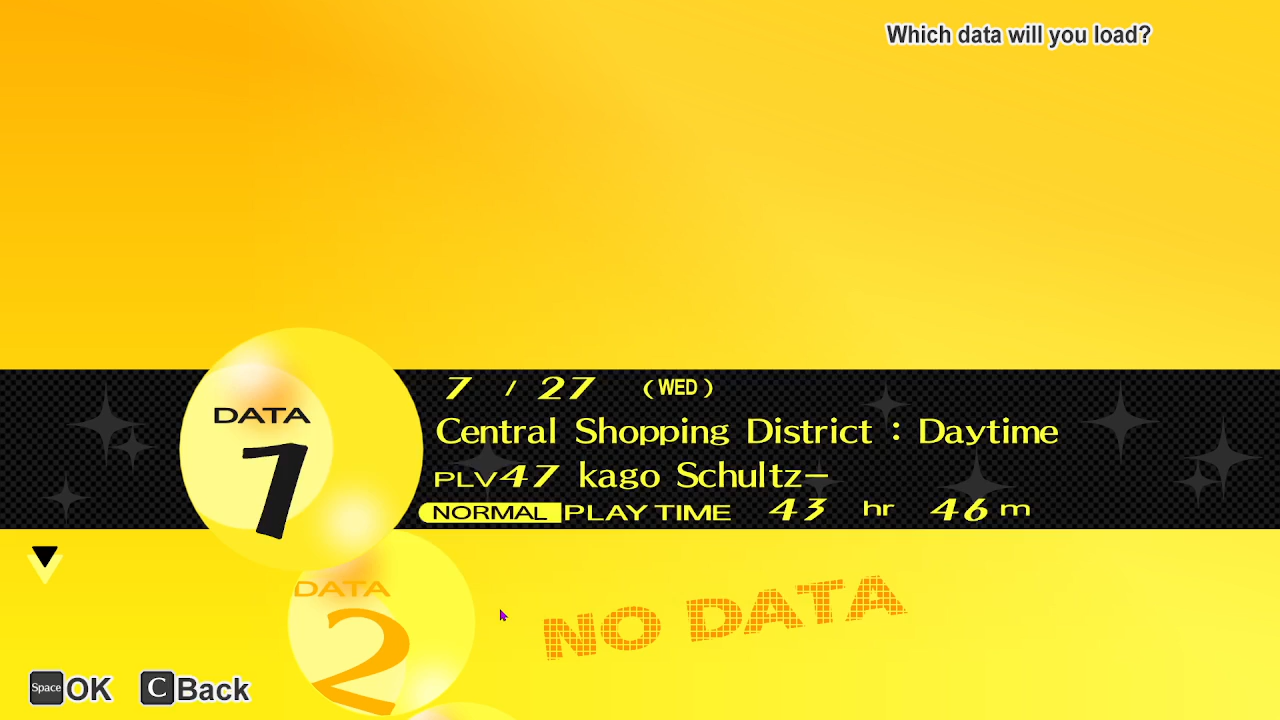 Which data will you load?
DATA
1
7 / 27 (WED)
Central Shopping District : Daytime
PLV47 kago Schultz–
NORMAL PLAY TIME 43 hr 46 m
DATA
2
NO DATA
Space OK C Back